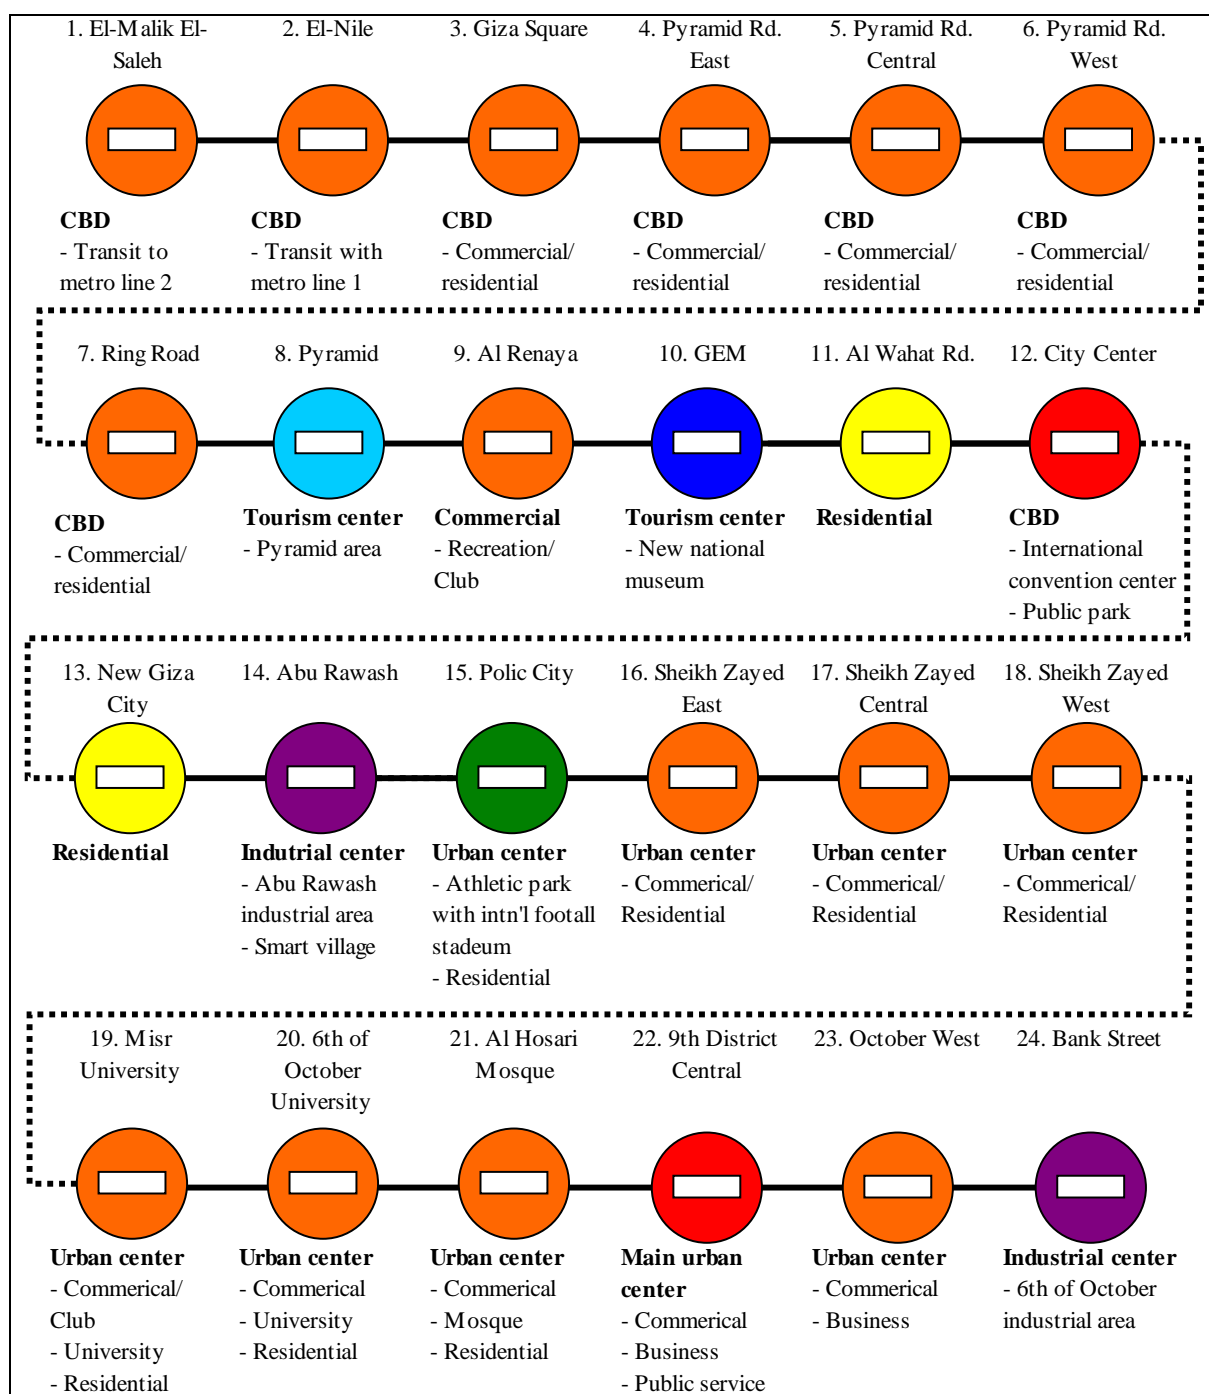 1. El-Malik El-
Saleh
2. El-Nile
3. Giza Square
4. Pyramid Rd.
East
5. Pyramid Rd.
Central
6. Pyramid Rd.
West
CBD
- Transit to
metro line 2
CBD
- Transit with
metro line 1
CBD
- Commercial/
residential
CBD
- Commercial/
residential
CBD
- Commercial/
residential
CBD
- Commercial/
residential
7. Ring Road
8. Pyramid
9. Al Renaya
10. GEM
11. Al Wahat Rd.
12. City Center
CBD
- Commercial/
residential
Tourism center
- Pyramid area
Commercial
- Recreation/
Club
Tourism center
- New national
museum
Residential
CBD
- International
convention center
- Public park
13. New Giza
City
14. Abu Rawash
15. Polic City
16. Sheikh Zayed
East
17. Sheikh Zayed
Central
18. Sheikh Zayed
West
Residential
Indutrial center
- Abu Rawash
industrial area
- Smart village
Urban center
- Athletic park
with intn'l footall
stadeum
- Residential
Urban center
- Commerical/
Residential
Urban center
- Commerical/
Residential
Urban center
- Commerical/
Residential
19. Misr
University
20. 6th of
October
University
21. Al Hosari
Mosque
22. 9th District
Central
23. October West
24. Bank Street
Urban center
- Commerical/
Club
- University
- Residential
Urban center
- Commerical
- University
- Residential
Urban center
- Commerical
- Mosque
- Residential
Main urban
center
- Commerical
- Business
- Public service
Urban center
- Commerical
- Business
Industrial center
- 6th of October
industrial area